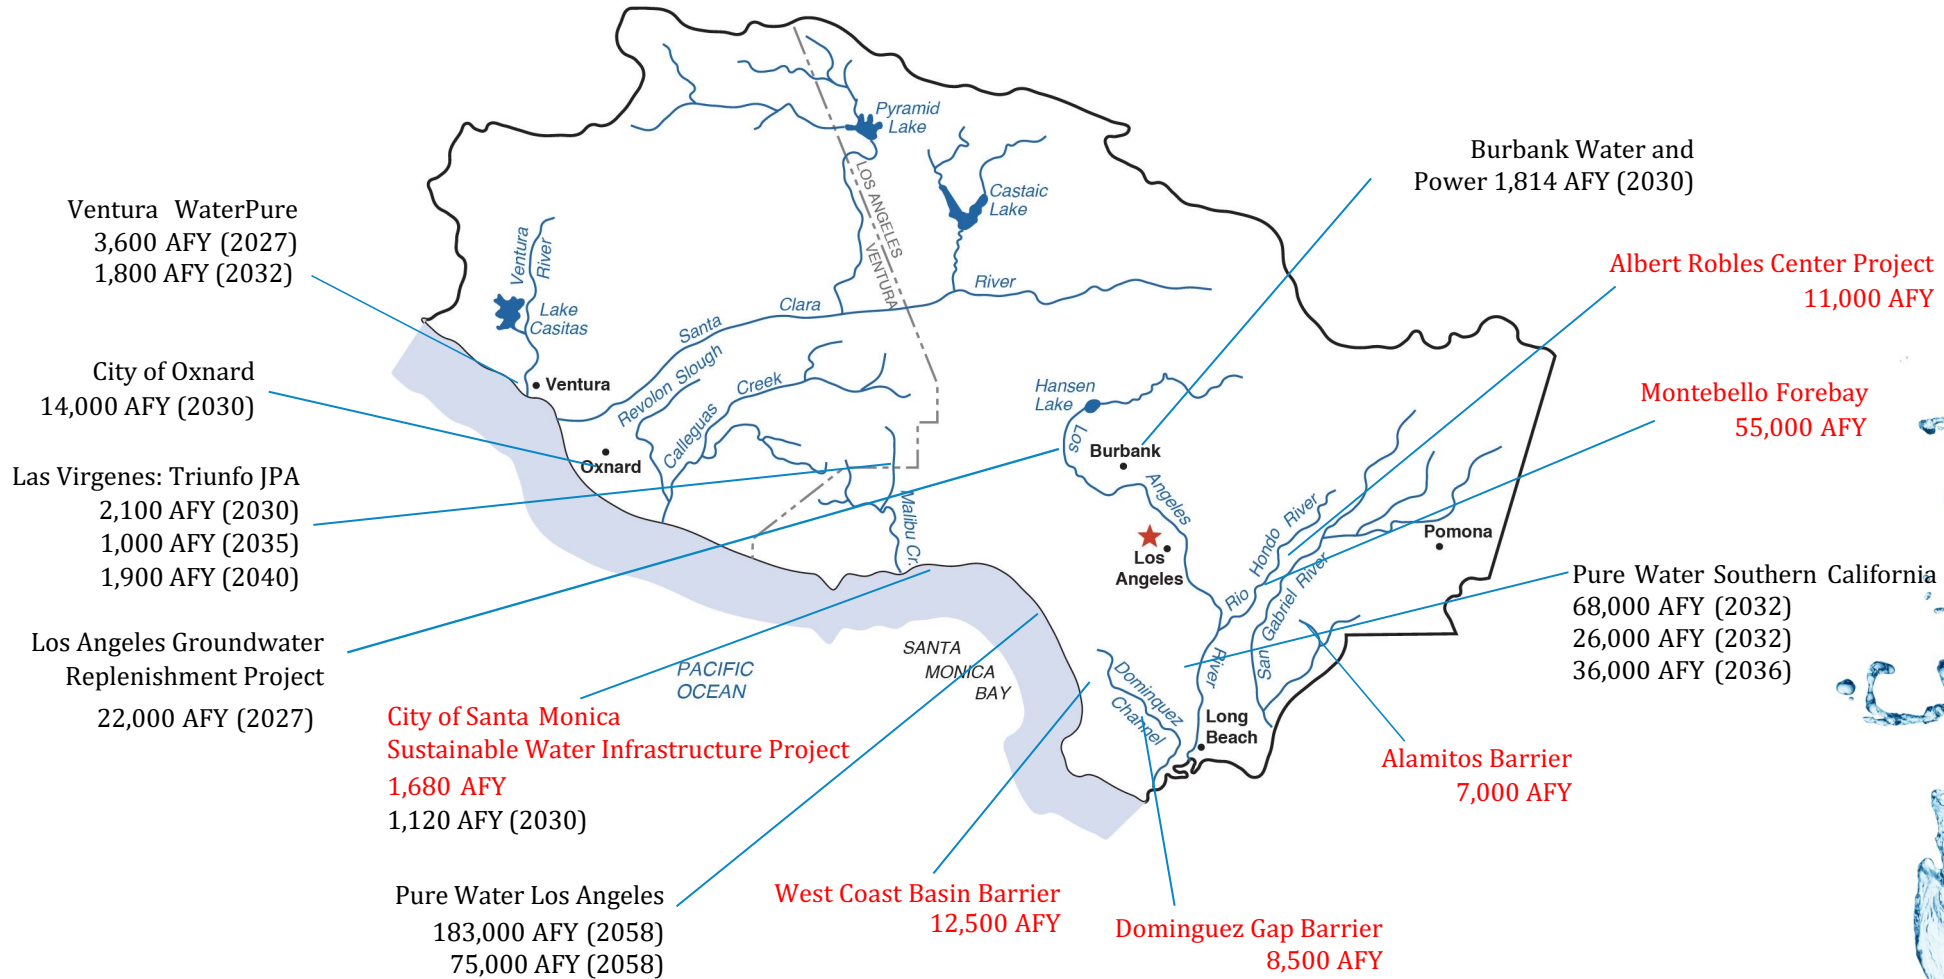 Pyramid
Lake
LOS ANGELES
VENTURA
Castaic
Lake
Burbank Water and
Power 1,814 AFY (2030)
Ventura WaterPure
3,600 AFY (2027)
1,800 AFY (2032)
Ventura
River
Lake
Casitas
Santa
Clara
River
Albert Robles Center Project
11,000 AFY
City of Oxnard
14,000 AFY (2030)
Ventura
Revolon Slough
Calleguas
Creek
Hansen
Lake
Los
Angeles
River
Montebello Forebay
55,000 AFY
Oxnard
Burbank
Las Virgenes: Triunfo JPA
2,100 AFY (2030)
1,000 AFY (2035)
1,900 AFY (2040)
Malibu Cr.
Los
Angeles
Rio
Hondo River
San Gabriel River
Pomona
Pure Water Southern California
68,000 AFY (2032)
26,000 AFY (2032)
36,000 AFY (2036)
Los Angeles Groundwater
Replenishment Project
22,000 AFY (2027)
PACIFIC
OCEAN
SANTA
MONICA
BAY
Dominquez
Channel
Long
Beach
City of Santa Monica
Sustainable Water Infrastructure Project
1,680 AFY
1,120 AFY (2030)
Alamitos Barrier
7,000 AFY
Pure Water Los Angeles
183,000 AFY (2058)
75,000 AFY (2058)
West Coast Basin Barrier
12,500 AFY
Dominguez Gap Barrier
8,500 AFY